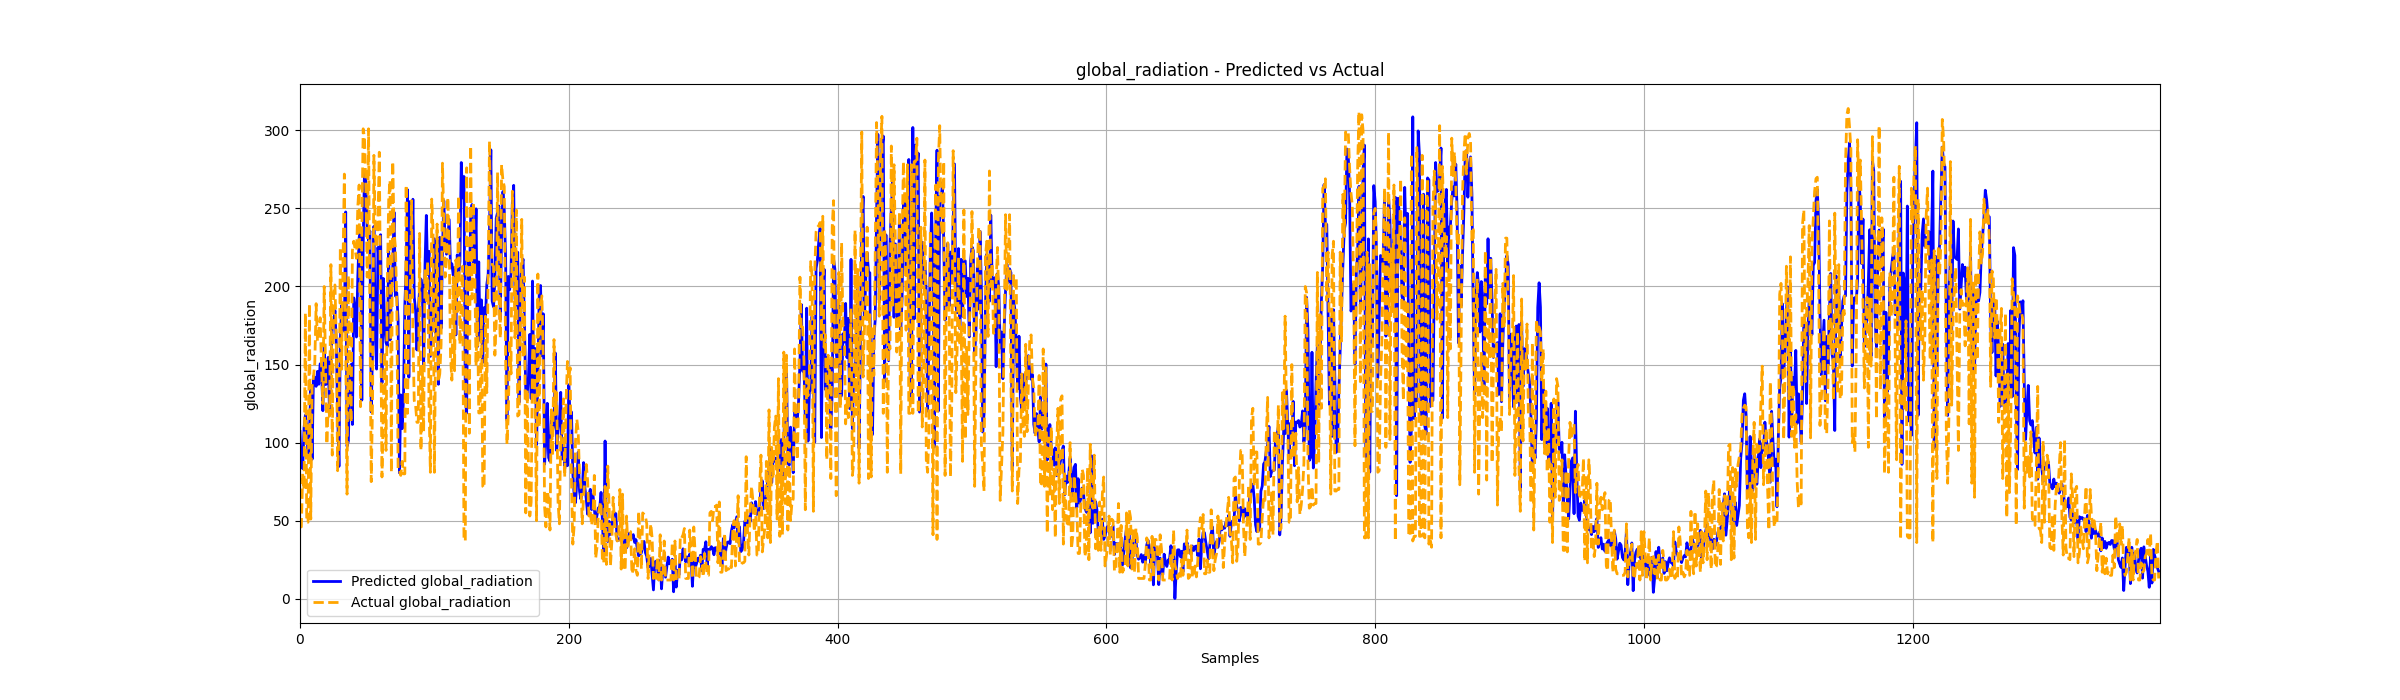 global_radiation - Predicted vs Actual
300
250
200
150
100
50
0
global_radiation
Predicted global_radiation
Actual global_radiation
0 200 400 600 800 1000 1200
Samples